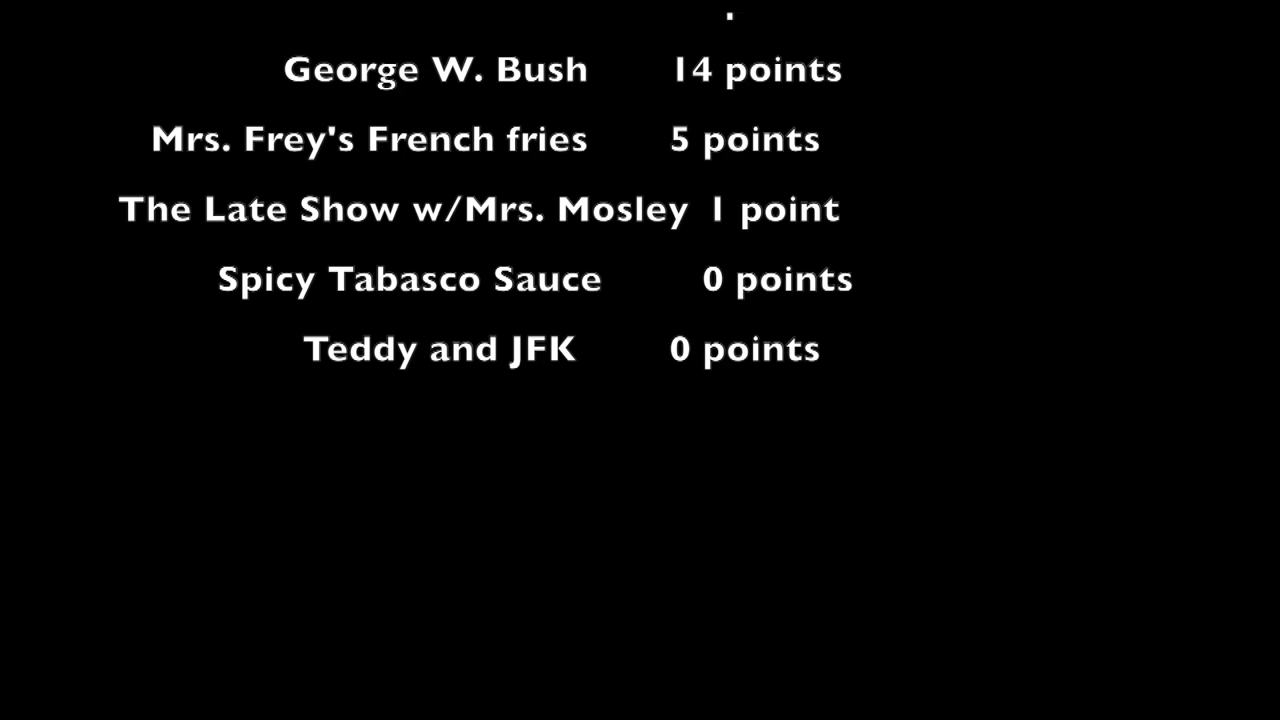 George W. Bush 14 points
Mrs. Frey's French fries 5 points
The Late Show w/Mrs. Mosley 1 point
Spicy Tabasco Sauce 0 points
Teddy and JFK 0 points